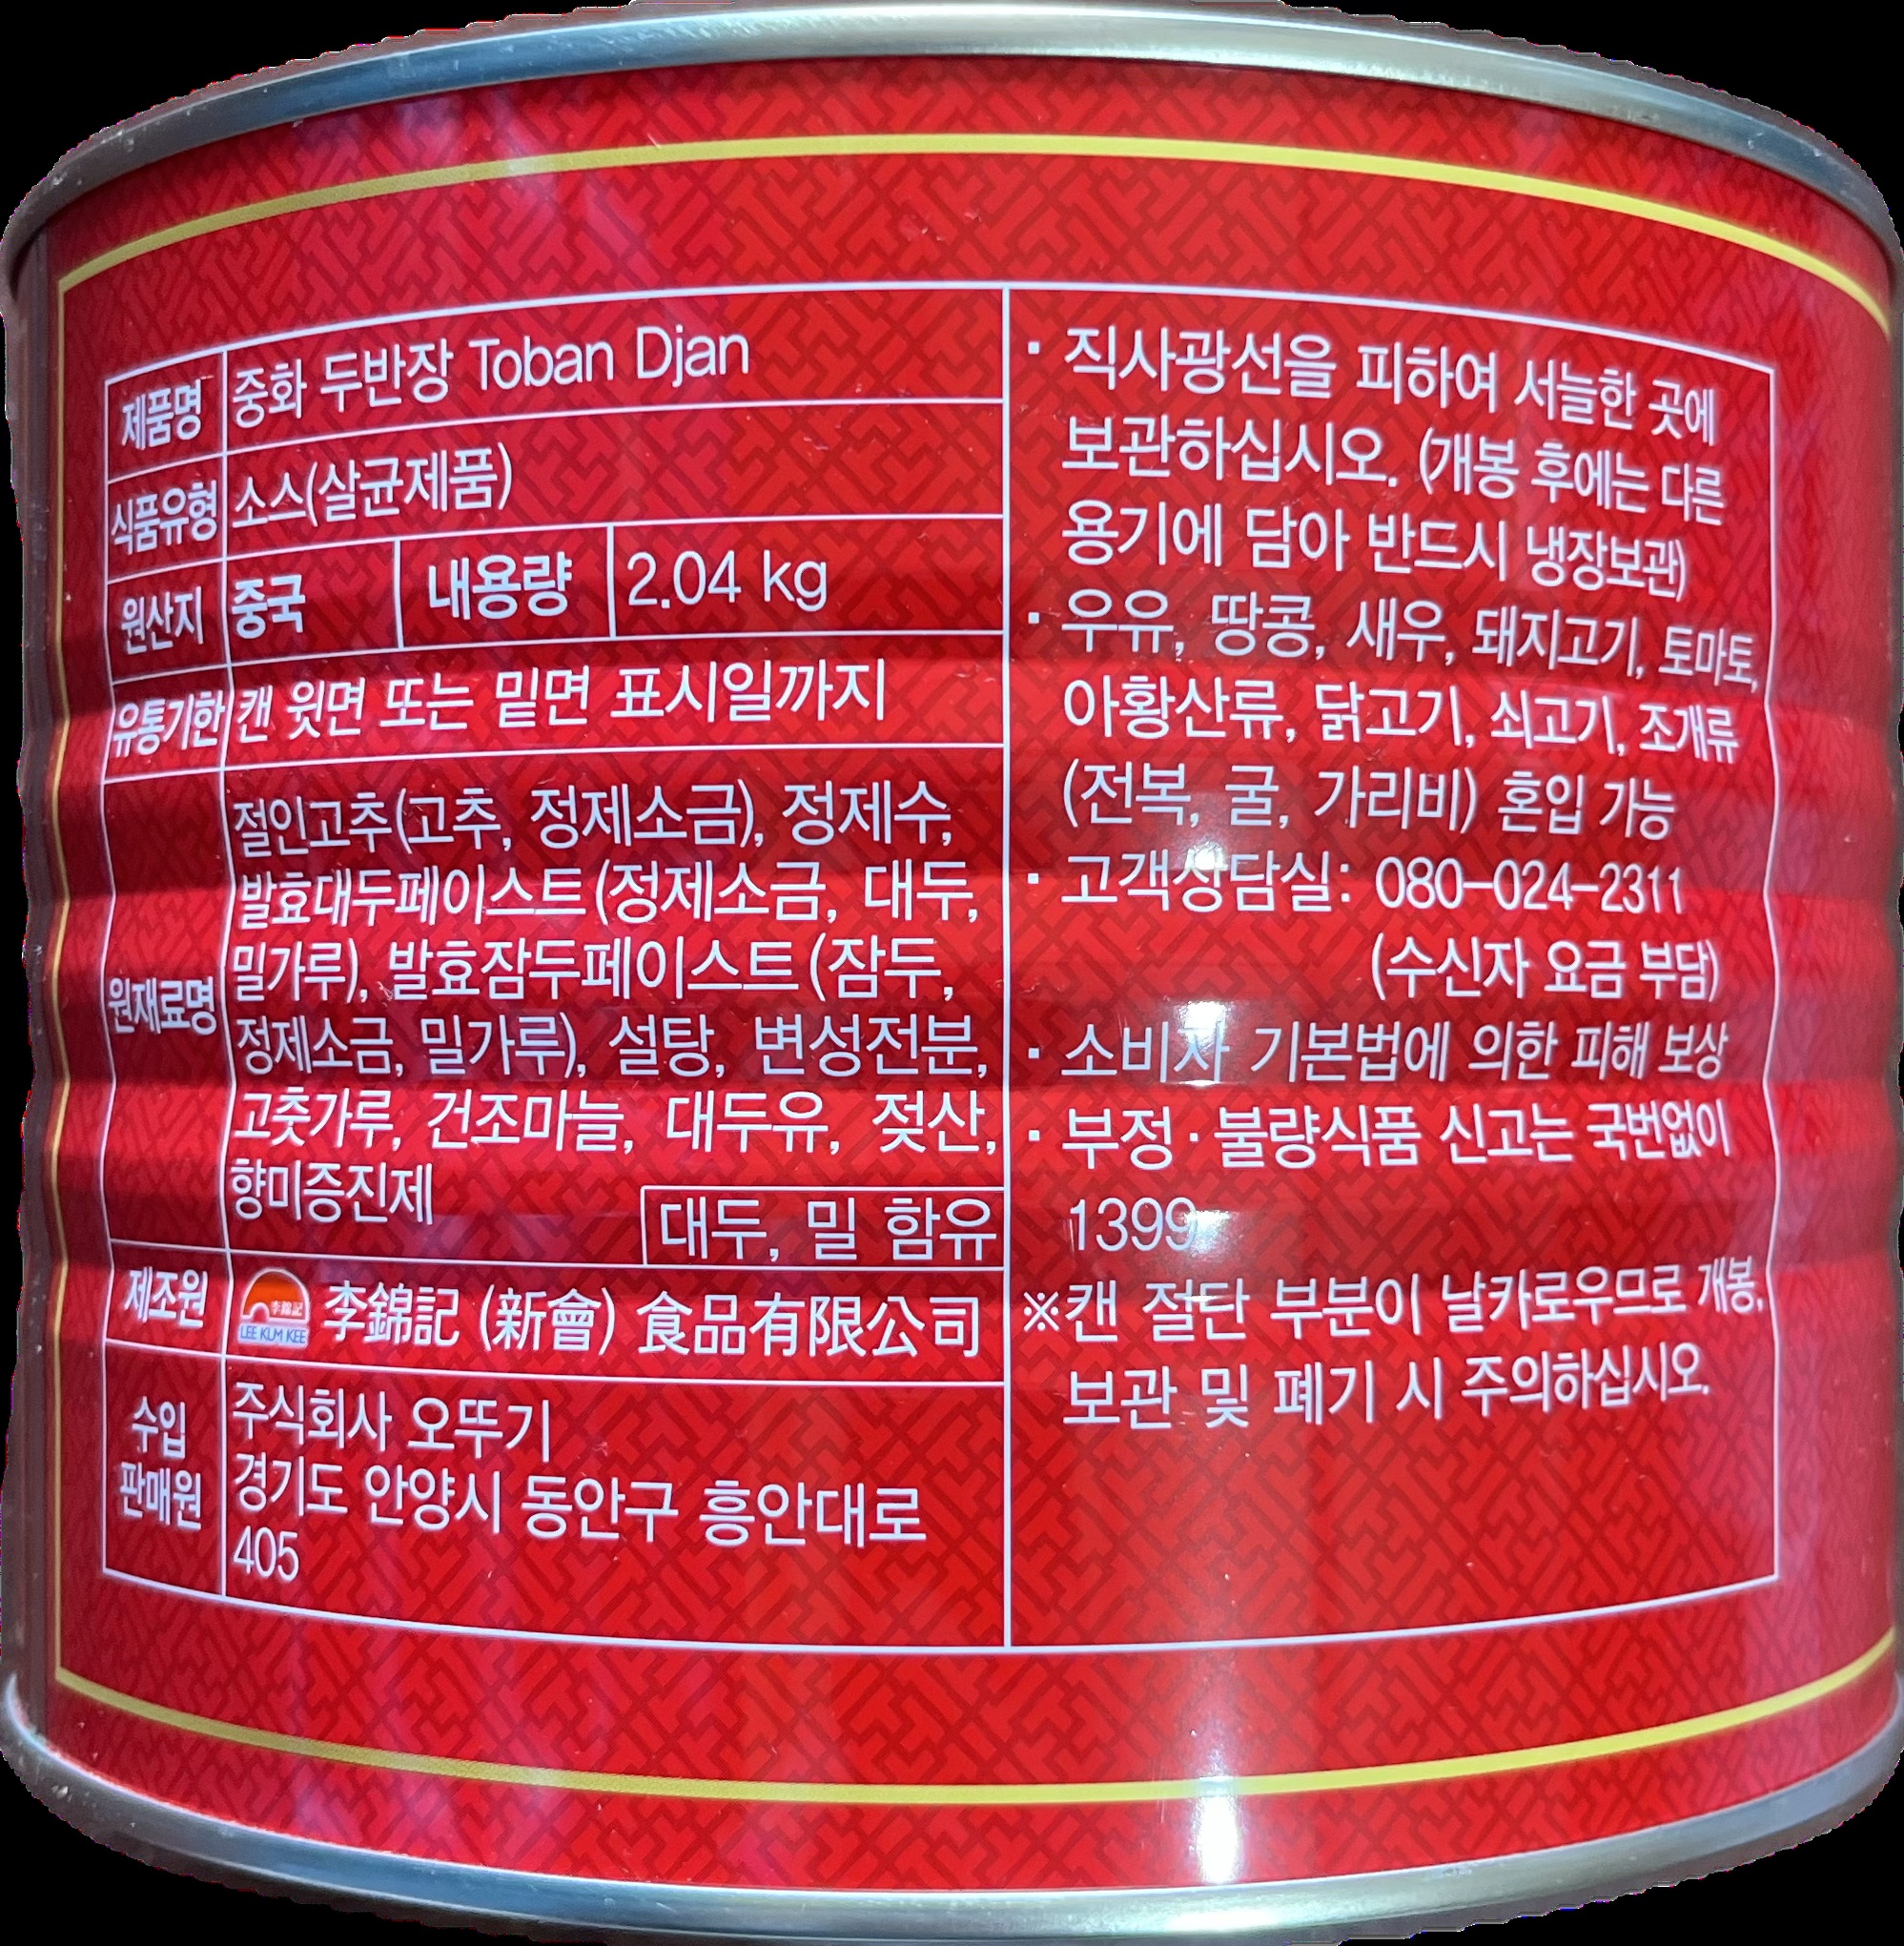 제품명 중화 두반장 Toban Djan
식품유형 소스(살균제품)
원산지 중국 내용량 2.04 kg
유통기한 캔 윗면 또는 밑면 표시일까지
원재료명
절인고추(고추, 정제소금), 정제수,
발효대두페이스트(정제소금, 대두,
밀가루), 발효잠두페이스트(잠두,
정제소금, 밀가루), 설탕, 변성전분,
고춧가루, 건조마늘, 대두유, 젖산,
향미증진제
대두, 밀 함유
제조원 李錦記 LEE KUM KEE 李錦記 (新會) 食品有限公司
수입
판매원
주식회사 오뚜기
경기도 안양시 동안구 흥안대로
405
· 직사광선을 피하여 서늘한 곳에
보관하십시오. (개봉 후에는 다른
용기에 담아 반드시 냉장보관)
· 우유, 땅콩, 새우, 돼지고기, 토마토,
아황산류, 닭고기, 쇠고기, 조개류
(전복, 굴, 가리비) 혼입 가능
· 고객상담실: 080-024-2311
(수신자 요금 부담)
· 소비자 기본법에 의한 피해 보상
· 부정·불량식품 신고는 국번없이
1399
※캔 절단 부분이 날카로우므로 개봉,
보관 및 폐기 시 주의하십시오.